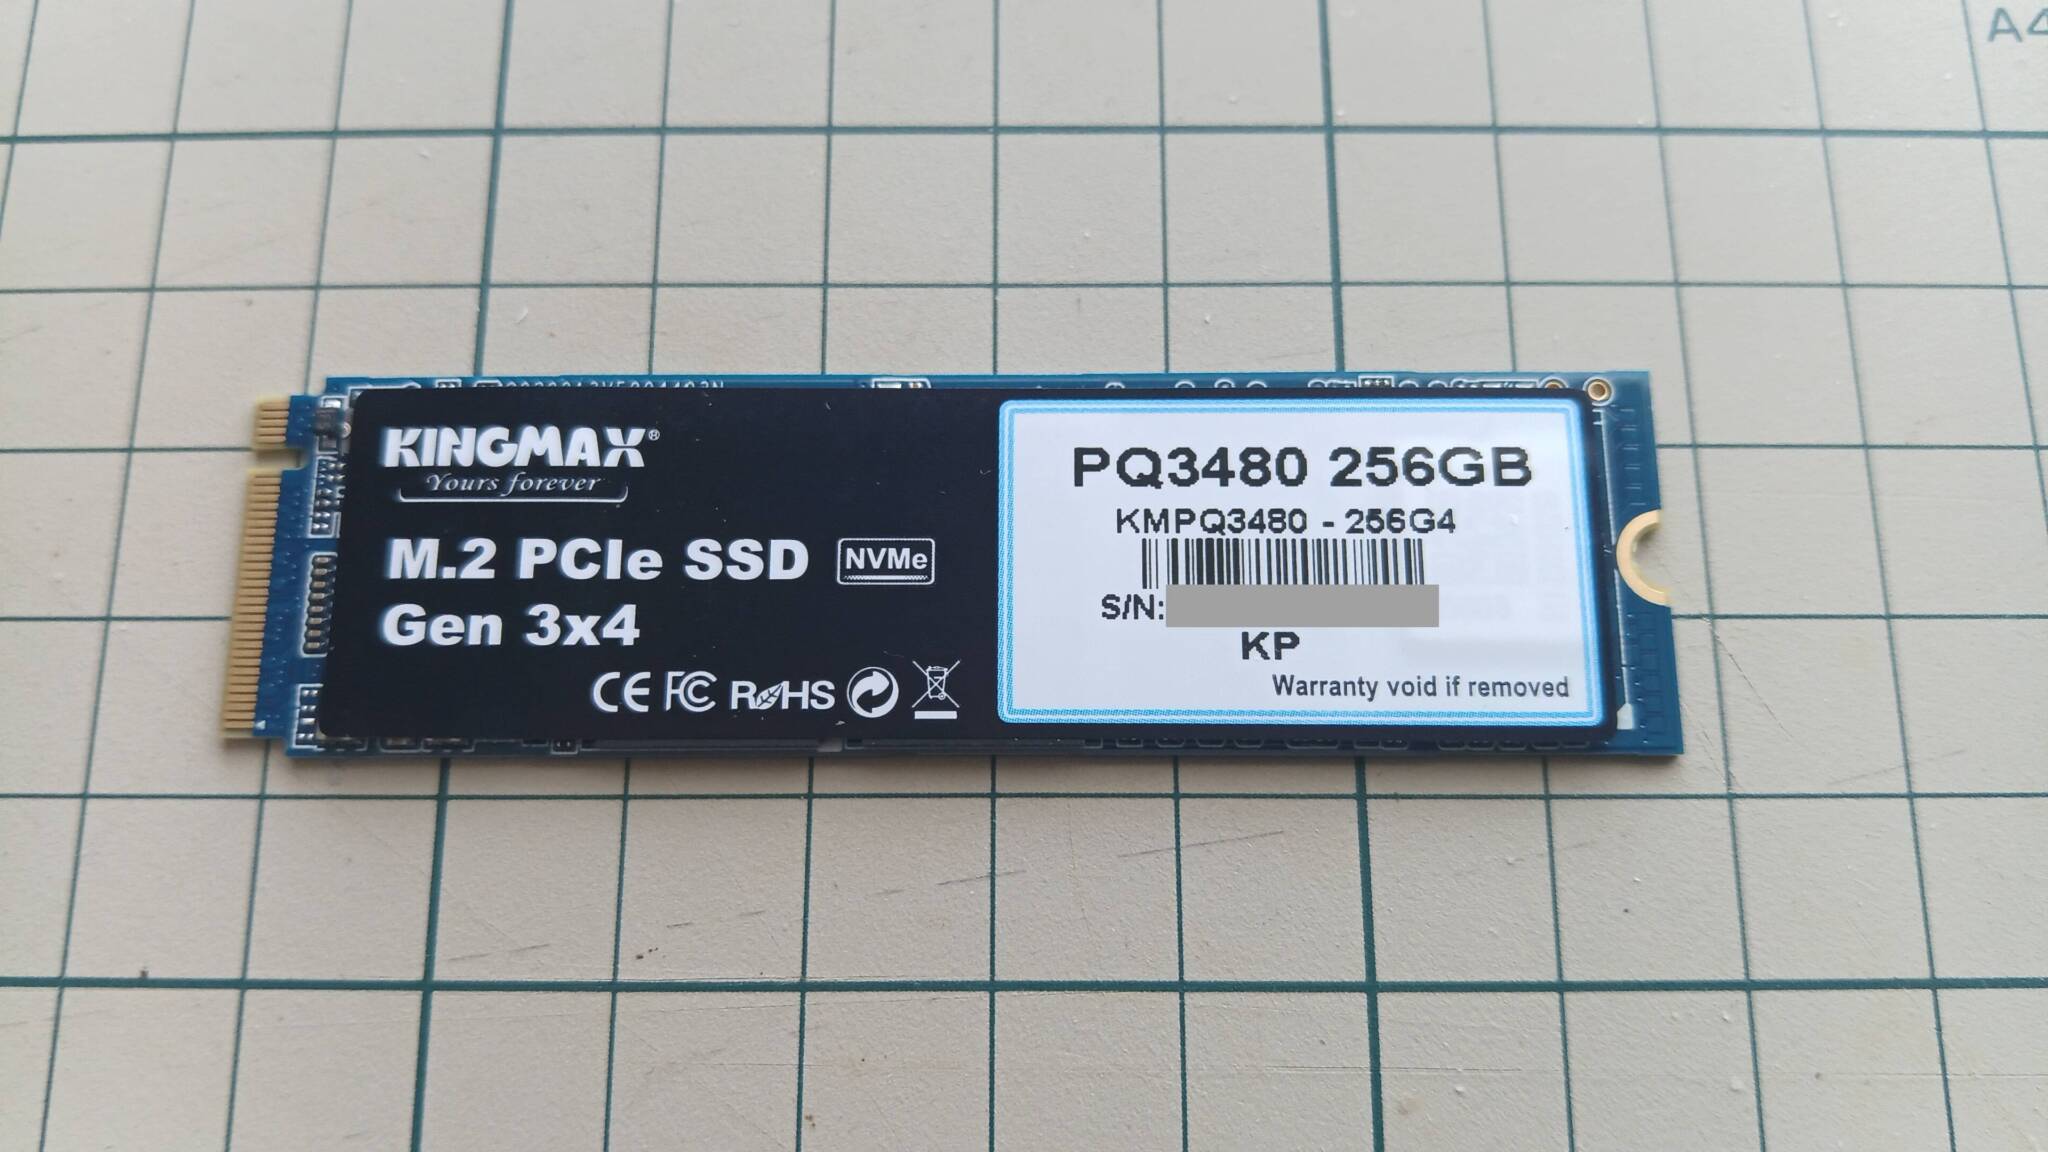 A4
KINGMAX®
Yours forever
M.2 PCIe SSD NVMe
Gen 3x4
CE FC RoHS
PQ3480 256GB
KMPQ3480 - 256G4
S/N:
KP
Warranty void if removed